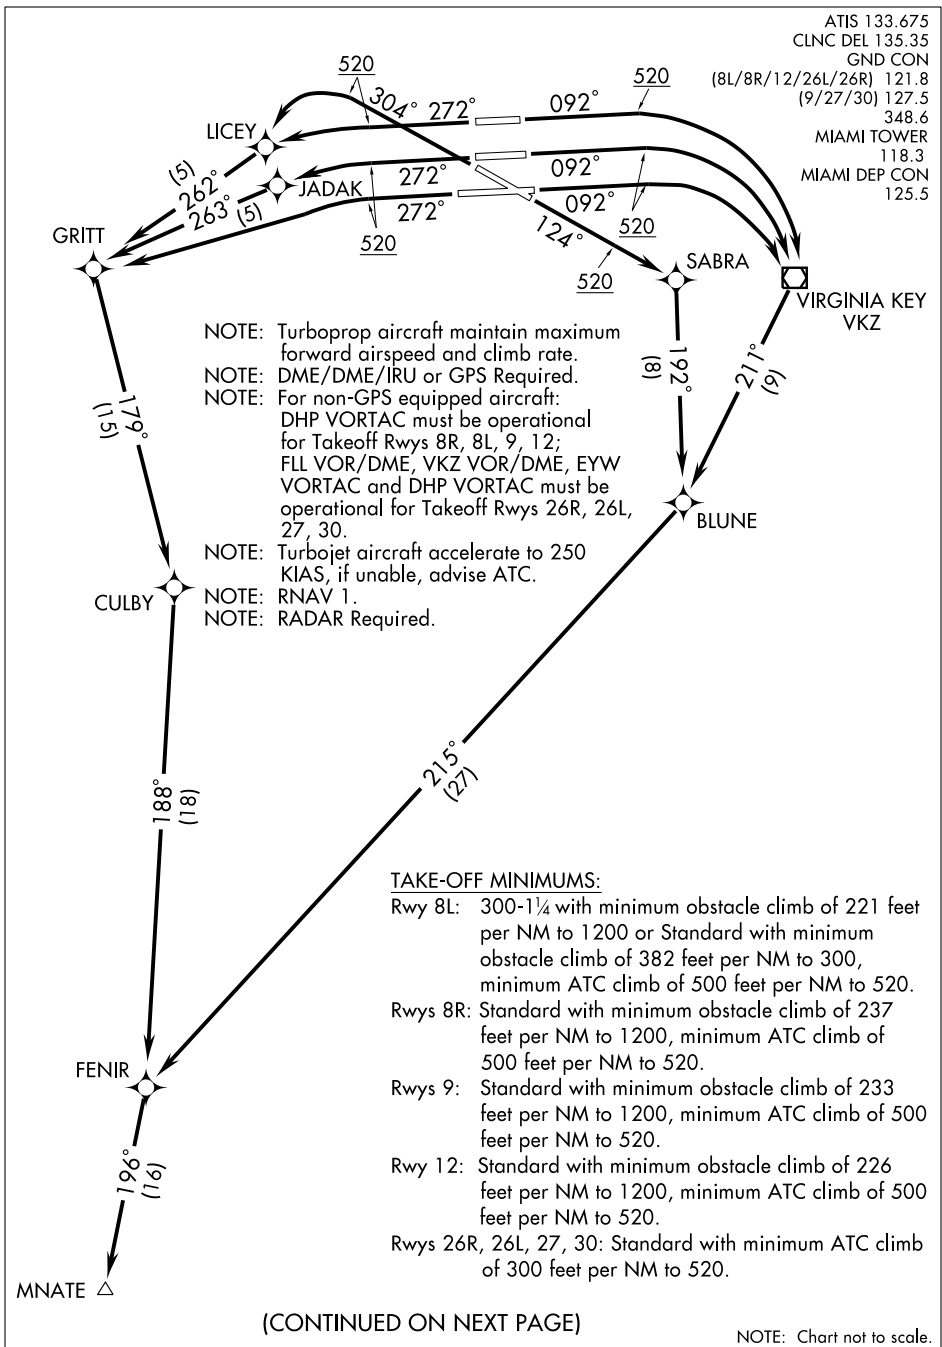 ATIS 133.675
CLNC DEL 135.35
GND CON
(8L/8R/12/26L/26R) 121.8
(9/27/30) 127.5
348.6
MIAMI TOWER
118.3
MIAMI DEP CON
125.5
520
520
304°
272°
092°
LICEY
(5)
262°
272°
092°
JADAK
263°
(5)
272°
092°
GRITT
520
124°
520
520
SABRA
VIRGINIA KEY
VKZ
NOTE: Turboprop aircraft maintain maximum
forward airspeed and climb rate.
NOTE: DME/DME/IRU or GPS Required.
NOTE: For non-GPS equipped aircraft:
DHP VORTAC must be operational
for Takeoff Rwys 8R, 8L, 9, 12;
FLL VOR/DME, VKZ VOR/DME, EYW
VORTAC and DHP VORTAC must be
operational for Takeoff Rwys 26R, 26L,
27, 30.
NOTE: Turbojet aircraft accelerate to 250
KIAS, if unable, advise ATC.
NOTE: RNAV 1.
NOTE: RADAR Required.
192°
(8)
211°
(9)
179°
(15)
BLUNE
CULBY
215°
(27)
188°
(18)
TAKE-OFF MINIMUMS:
Rwy 8L: 300-1¼ with minimum obstacle climb of 221 feet
per NM to 1200 or Standard with minimum
obstacle climb of 382 feet per NM to 300,
minimum ATC climb of 500 feet per NM to 520.
Rwys 8R: Standard with minimum obstacle climb of 237
feet per NM to 1200, minimum ATC climb of
500 feet per NM to 520.
Rwys 9: Standard with minimum obstacle climb of 233
feet per NM to 1200, minimum ATC climb of 500
feet per NM to 520.
Rwy 12: Standard with minimum obstacle climb of 226
feet per NM to 1200, minimum ATC climb of 500
feet per NM to 520.
Rwys 26R, 26L, 27, 30: Standard with minimum ATC climb
of 300 feet per NM to 520.
FENIR
196°
(16)
MNATE
(CONTINUED ON NEXT PAGE)
NOTE: Chart not to scale.